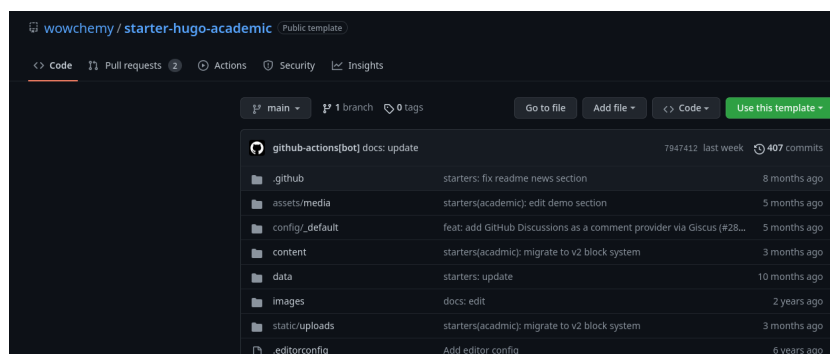 wowchemy / starter-hugo-academic Public template
<> Code Pull requests 2 Actions Security Insights
main 1 branch 0 tags Go to file Add file <> Code Use this template
github-actions[bot] docs: update 7947412 last week 407 commits
.github starters: fix readme news section 8 months ago
assets/media starters(academic): edit demo section 5 months ago
config/_default feat: add GitHub Discussions as a comment provider via Giscus (#28... 5 months ago
content starters(acadmic): migrate to v2 block system 3 months ago
data starters: update 10 months ago
images docs: edit 2 years ago
static/uploads starters(acadmic): migrate to v2 block system 3 months ago
.editorconfig Add editor config 6 years ago